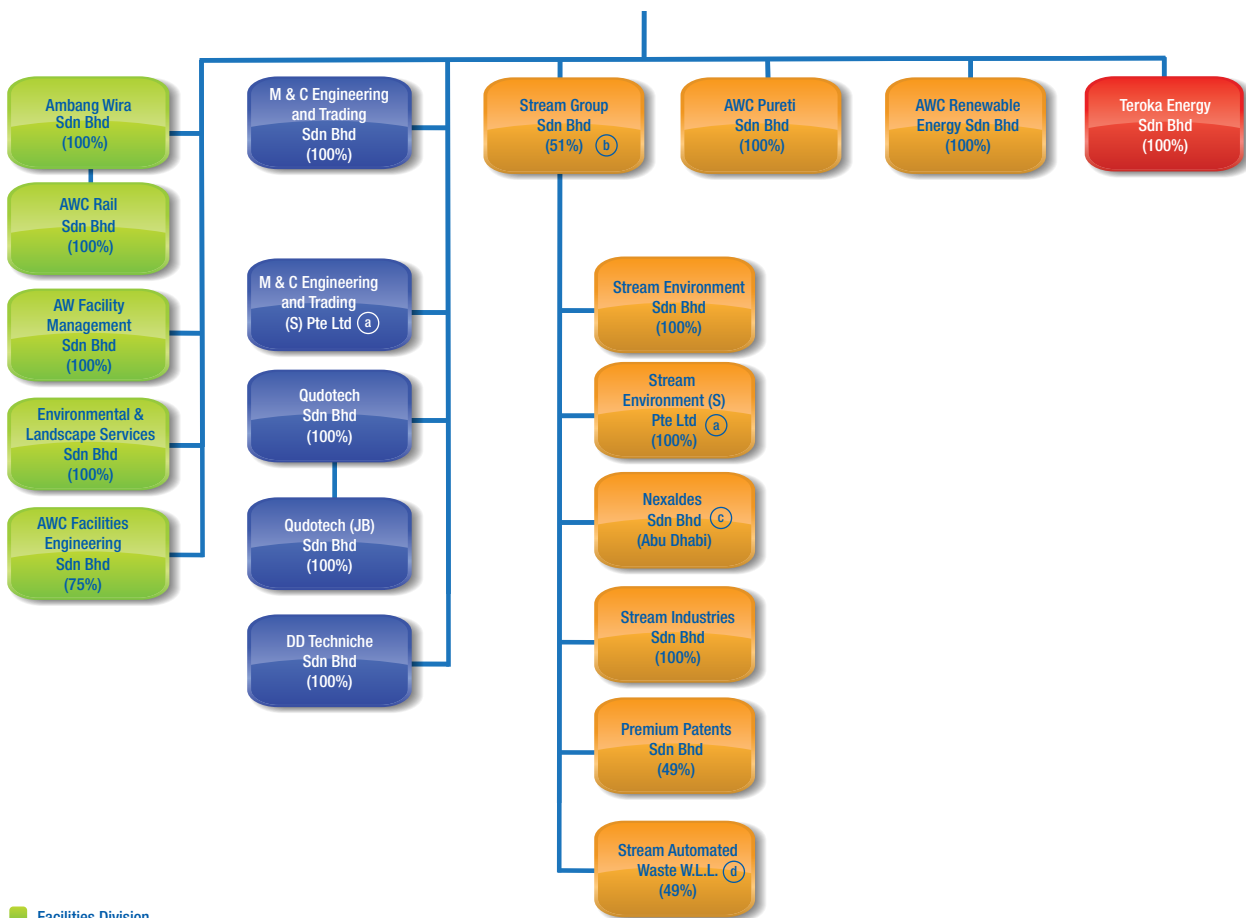 Ambang Wira
Sdn Bhd
(100%)
AWC Rail
Sdn Bhd
(100%)
AW Facility
Management
Sdn Bhd
(100%)
Environmental &
Landscape Services
Sdn Bhd
(100%)
AWC Facilities
Engineering
Sdn Bhd
(75%)
M & C Engineering
and Trading
Sdn Bhd
(100%)
M & C Engineering
and Trading
(S) Pte Ltd a
Qudotech
Sdn Bhd
(100%)
Qudotech (JB)
Sdn Bhd
(100%)
DD Techniche
Sdn Bhd
(100%)
Stream Group
Sdn Bhd
(51%) b
Stream Environment
Sdn Bhd
(100%)
Stream
Environment (S)
Pte Ltd a
(100%)
Nexaldes
Sdn Bhd c
(Abu Dhabi)
Stream Industries
Sdn Bhd
(100%)
Premium Patents
Sdn Bhd
(49%)
Stream Automated
Waste W.L.L. d
(49%)
AWC Pureti
Sdn Bhd
(100%)
AWC Renewable
Energy Sdn Bhd
(100%)
Teroka Energy
Sdn Bhd
(100%)
Facilities Division